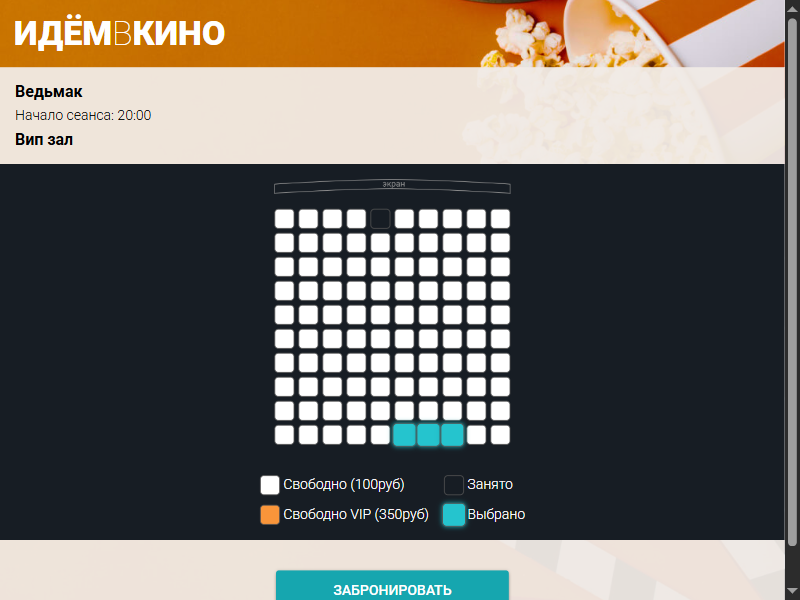 ИДЁМВКИНО
Ведьмак
Начало сеанса: 20:00
Вип зал
экран
Свободно (100руб)
Занято
Свободно VIP (350руб)
Выбрано
ЗАБРОНИРОВАТЬ